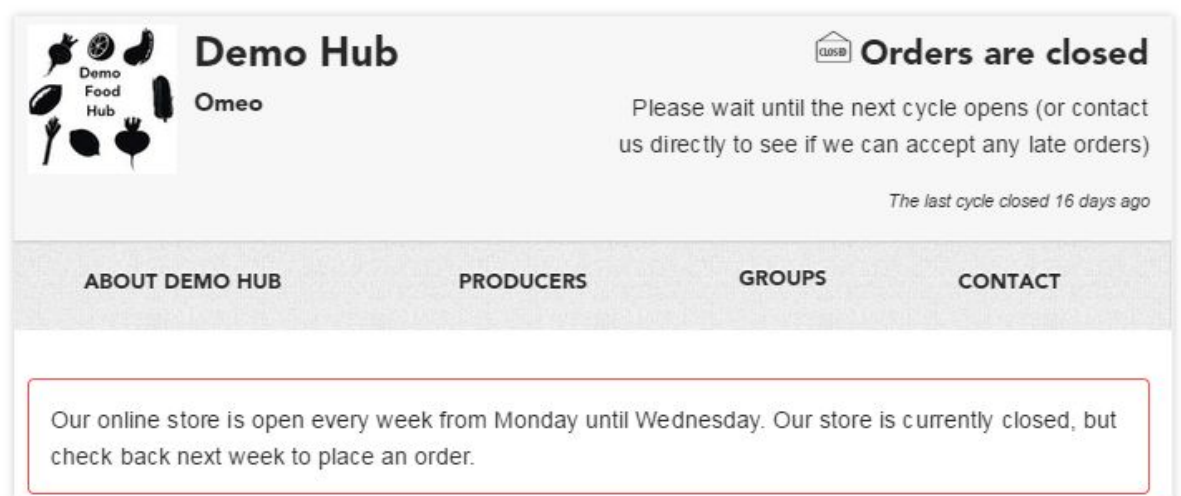 Demo
Food
Hub
Demo Hub
Omeo
CLOSED
Orders are closed
Please wait until the next cycle opens (or contact
us directly to see if we can accept any late orders)
The last cycle closed 16 days ago
ABOUT DEMO HUB
PRODUCERS
GROUPS
CONTACT
Our online store is open every week from Monday until Wednesday. Our store is currently closed, but
check back next week to place an order.